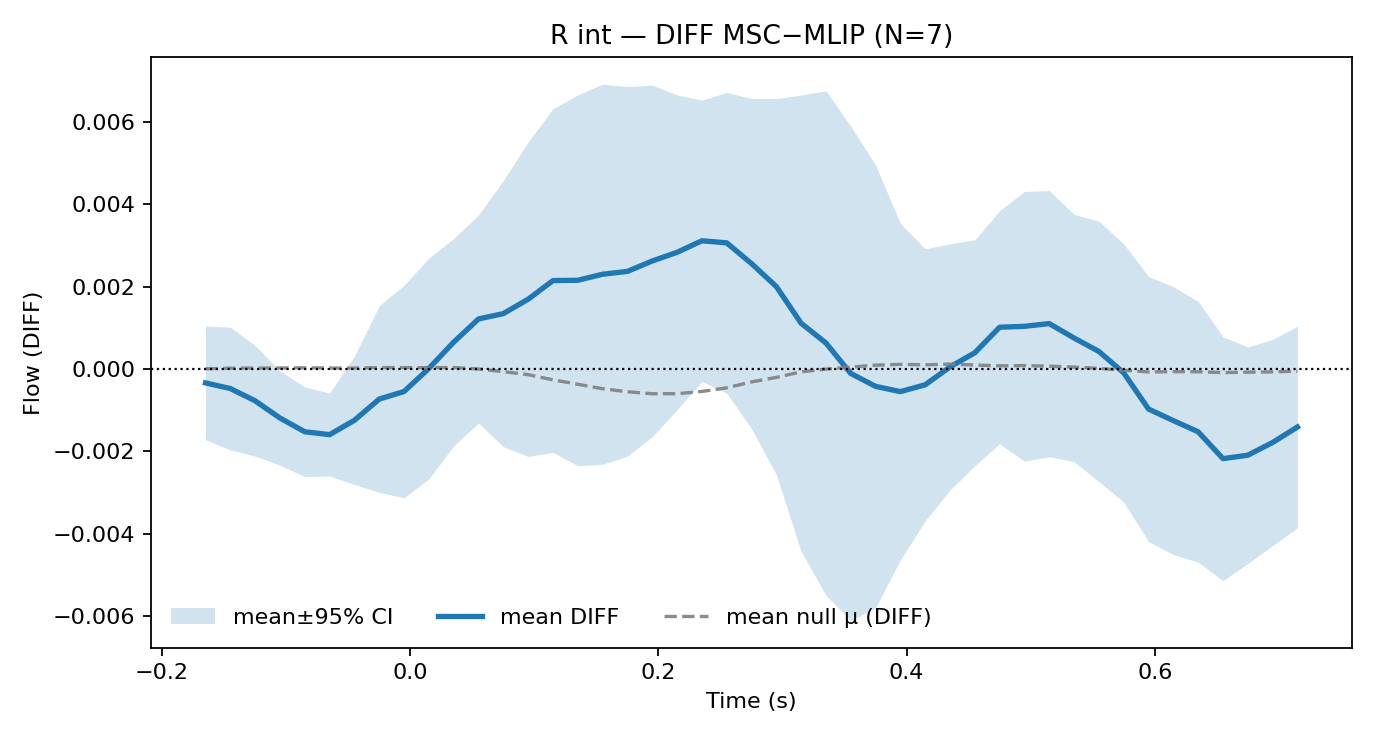 R int — DIFF MSC−MLIP (N=7)
Flow (DIFF)
0.006
0.004
0.002
0.000
−0.002
−0.004
−0.006
mean±95% CI
mean DIFF
mean null μ (DIFF)
−0.2
0.0
0.2
0.4
0.6
Time (s)